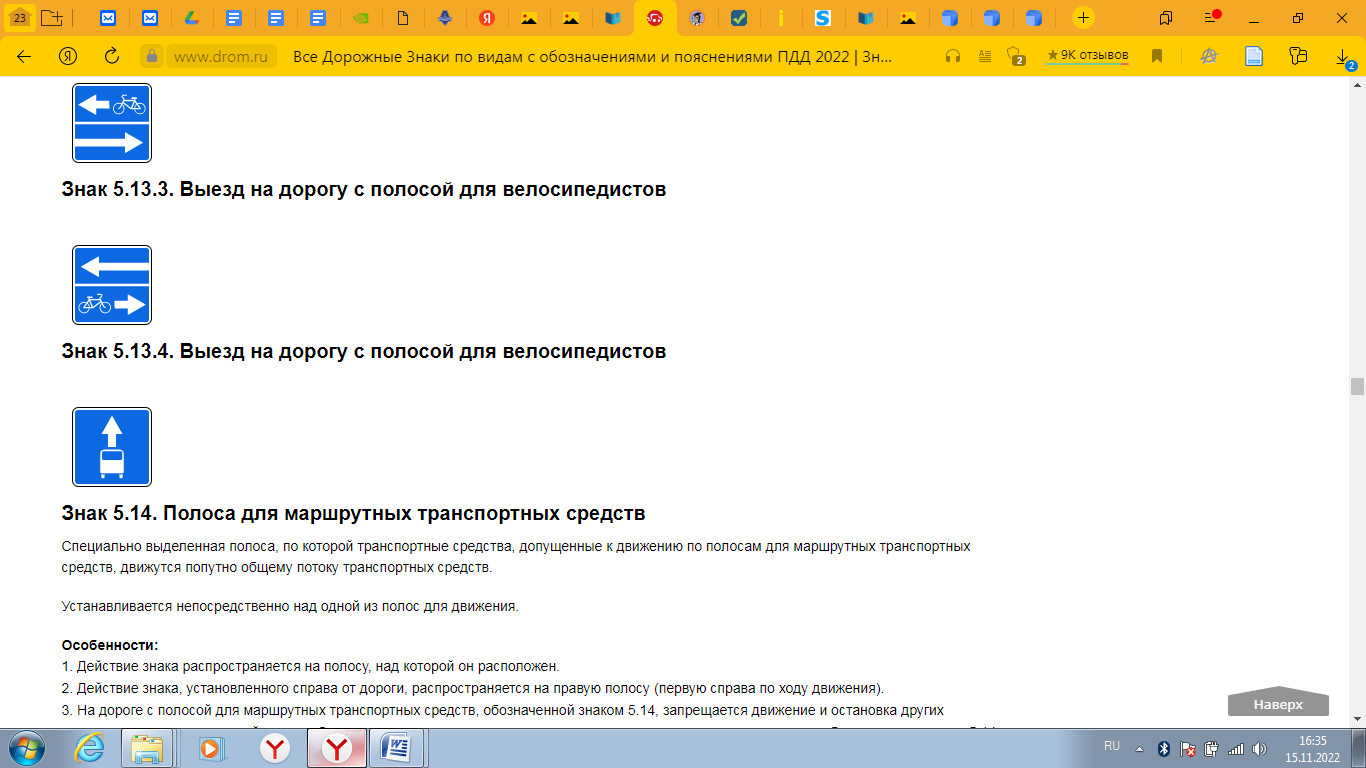 23
www.drom.ru
Все Дорожные Знаки по видам с обозначениями и пояснениями ПДД 2022 | Зн...
2
★ 9K отзывов
2
Знак 5.13.3. Выезд на дорогу с полосой для велосипедистов
Знак 5.13.4. Выезд на дорогу с полосой для велосипедистов
Знак 5.14. Полоса для маршрутных транспортных средств
Специально выделенная полоса, по которой транспортные средства, допущенные к движению по полосам для маршрутных транспортных
средств, движутся попутно общему потоку транспортных средств.
Устанавливается непосредственно над одной из полос для движения.
Особенности:
1. Действие знака распространяется на полосу, над которой он расположен.
2. Действие знака, установленного справа от дороги, распространяется на правую полосу (первую справа по ходу движения).
3. На дороге с полосой для маршрутных транспортных средств, обозначенной знаком 5.14, запрещается движение и остановка других
Наверх
RU
16:35
15.11.2022